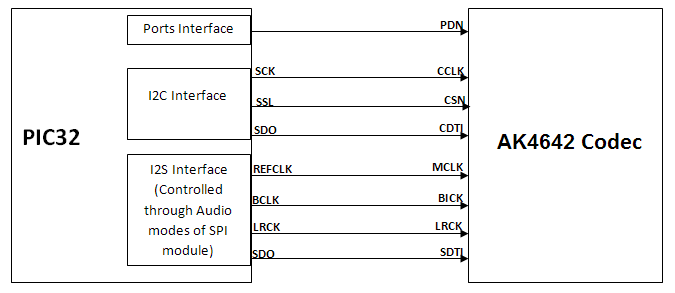 Ports Interface
PDN
SCK
CCLK
I2C Interface
SSL
CSN
SDO
CDTI
PIC32
AK4642 Codec
I2S Interface
(Controlled
through Audio
modes of SPI
module)
REFCLK
MCLK
BCLK
BICK
LRCK
LRCK
SDO
SDTI